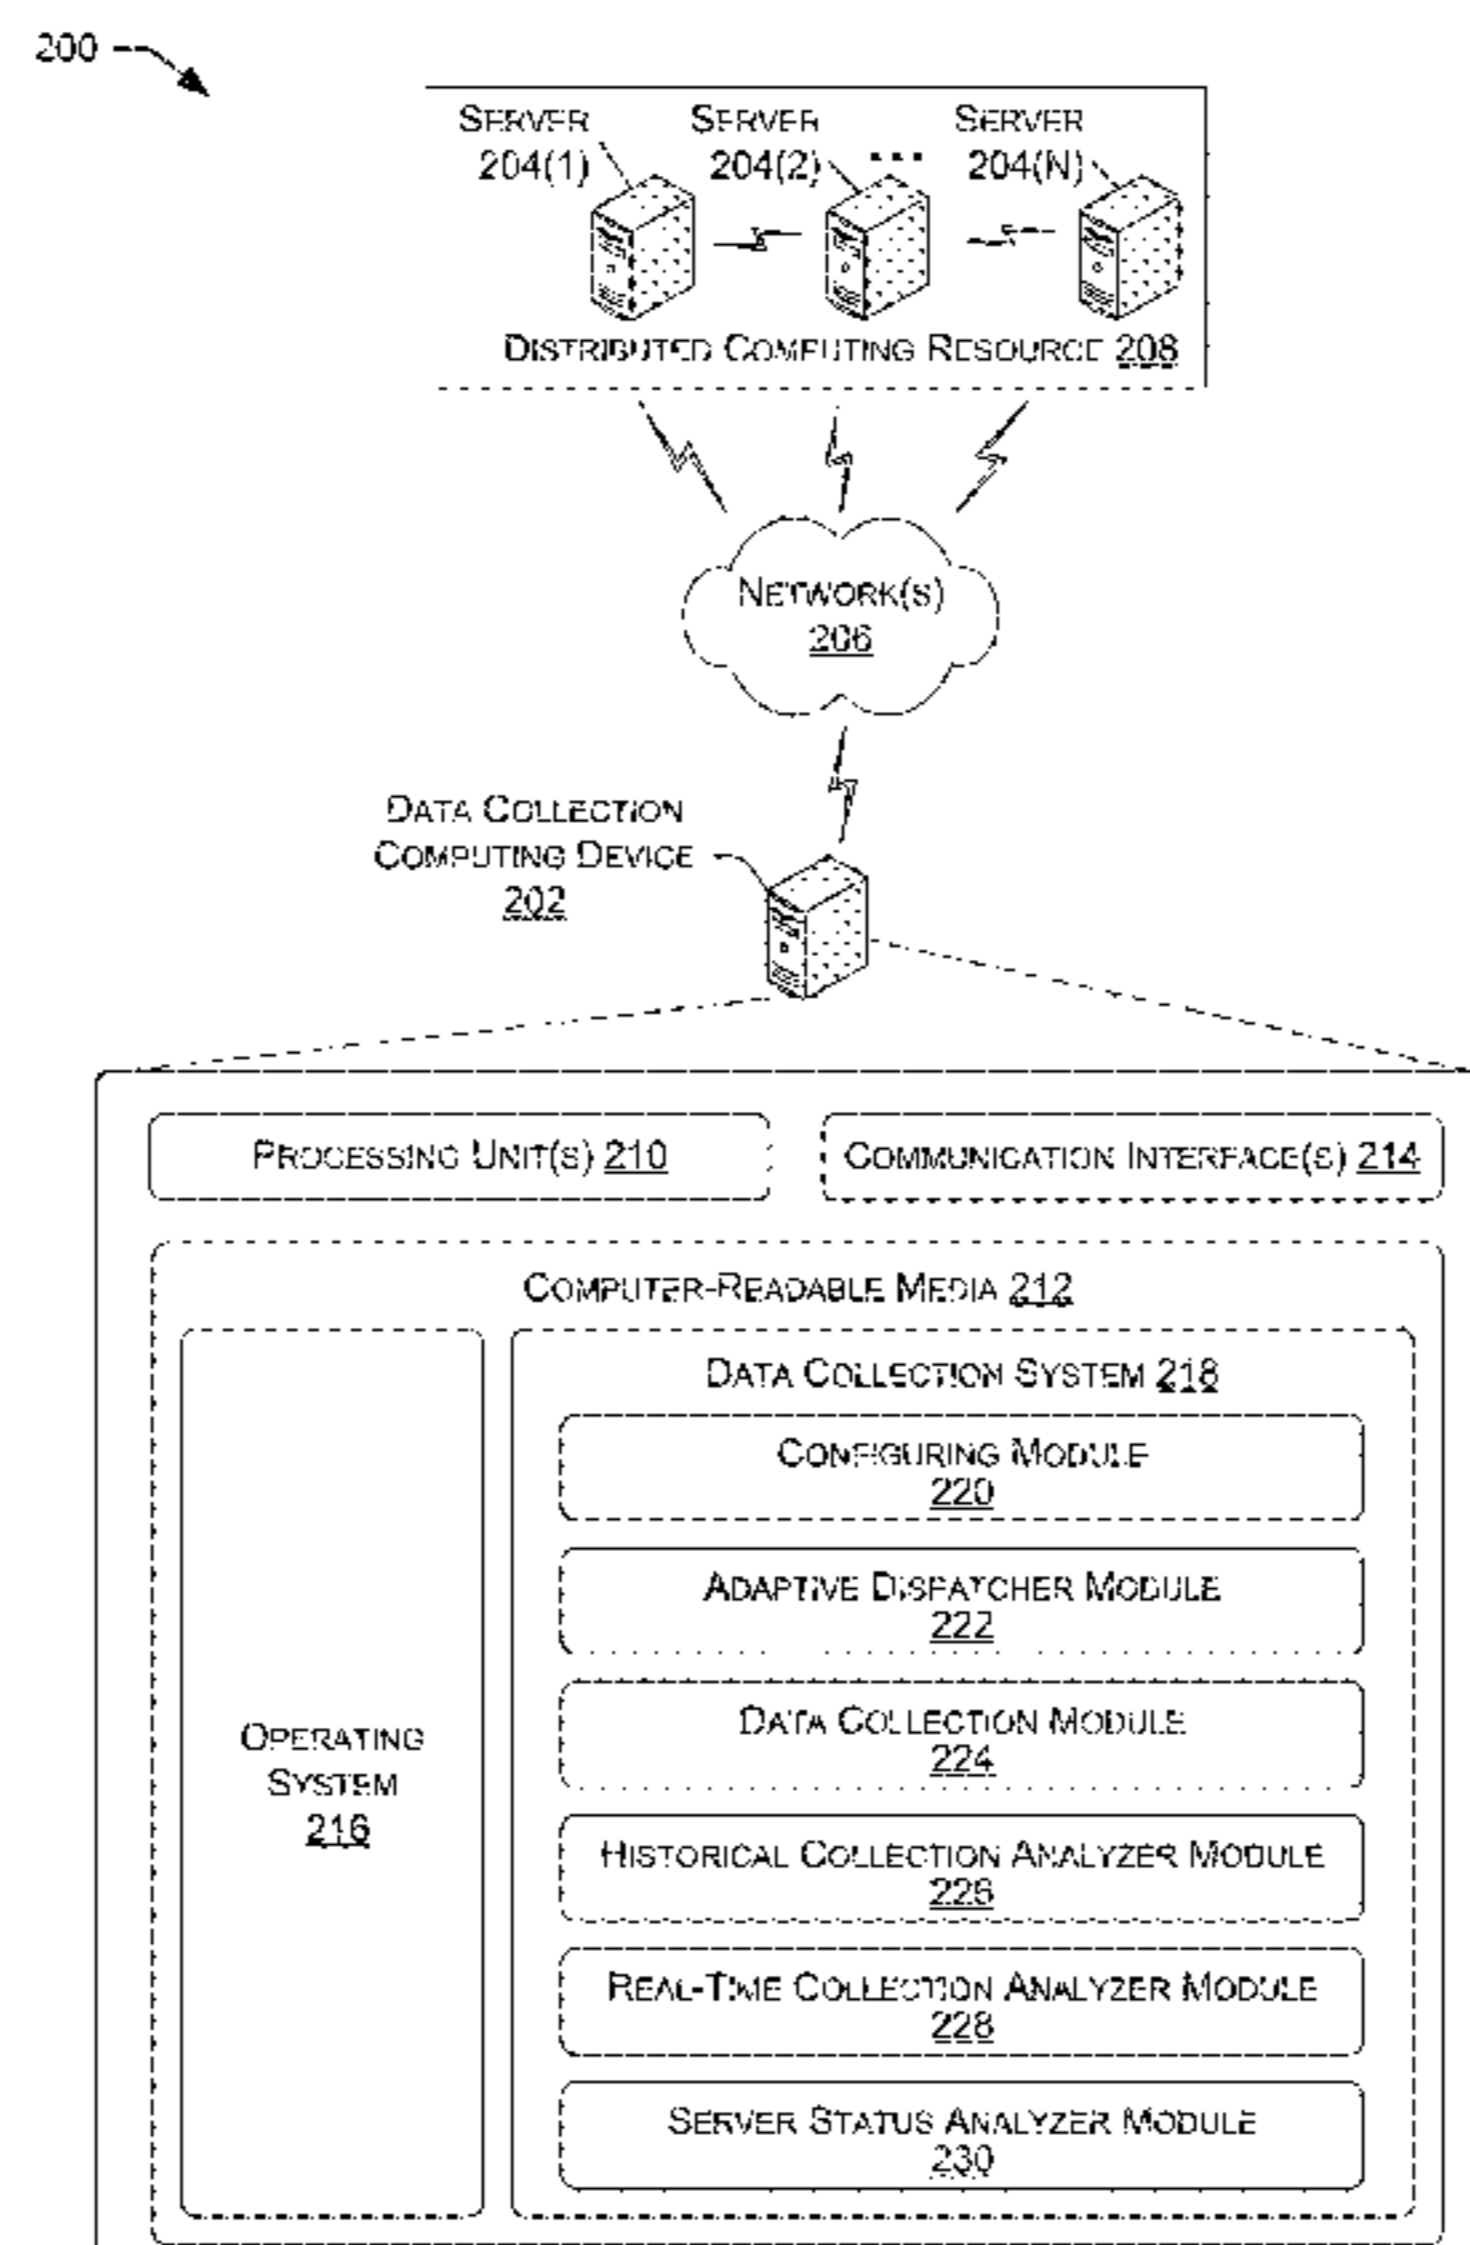 200
SERVER SERVER SERVER
204(1) 204(2) ... 204(N)
DISTRIBUTED COMPUTING RESOURCE 208
NETWORK(S)
206
DATA COLLECTION
COMPUTING DEVICE
202
PROCESSING UNIT(S) 210 COMMUNICATION INTERFACE(S) 214
COMPUTER-READABLE MEDIA 212
OPERATING
SYSTEM
216
DATA COLLECTION SYSTEM 218
CONFIGURING MODULE
220
ADAPTIVE DISPATCHER MODULE
222
DATA COLLECTION MODULE
224
HISTORICAL COLLECTION ANALYZER MODULE
226
REAL-TIME COLLECTION ANALYZER MODULE
228
SERVER STATUS ANALYZER MODULE
230